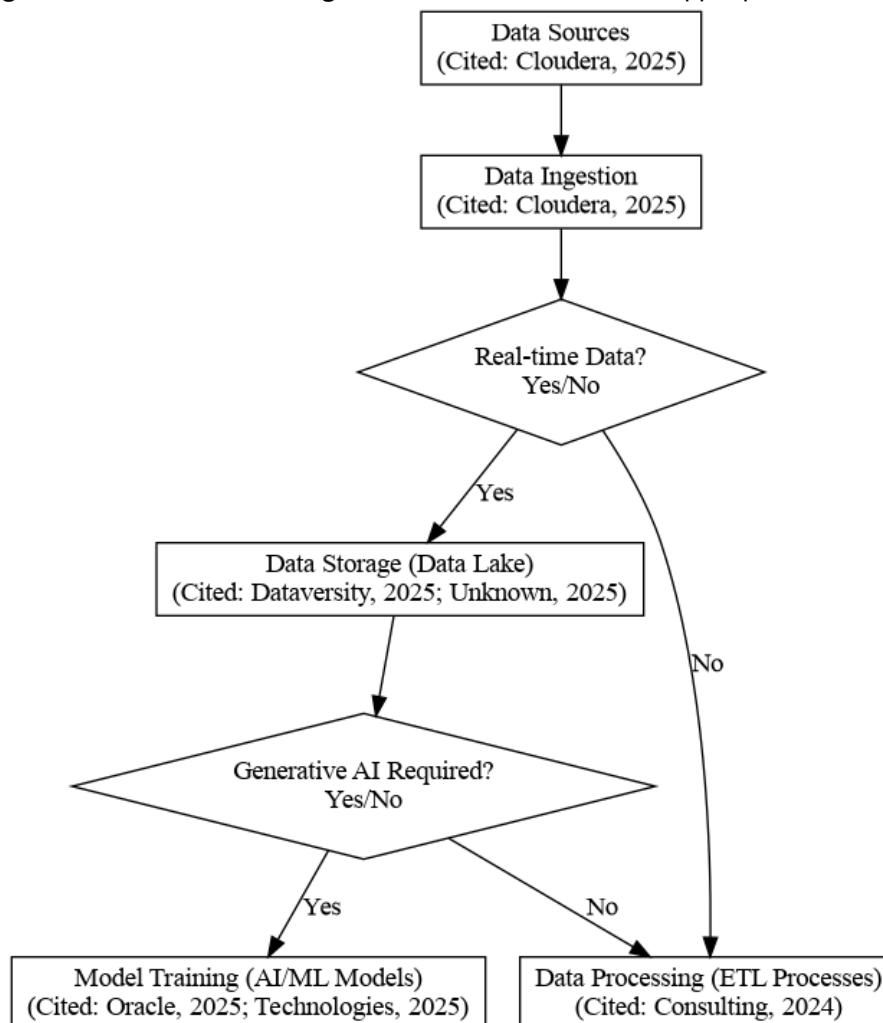 Data Sources
(Cited: Cloudera, 2025)
Data Ingestion
(Cited: Cloudera, 2025)
Real-time Data?
Yes/No
Yes
Data Storage (Data Lake)
(Cited: Dataversity, 2025; Unknown, 2025)
No
Generative AI Required?
Yes/No
Yes
No
Model Training (AI/ML Models)
(Cited: Oracle, 2025; Technologies, 2025)
Data Processing (ETL Processes)
(Cited: Consulting, 2024)